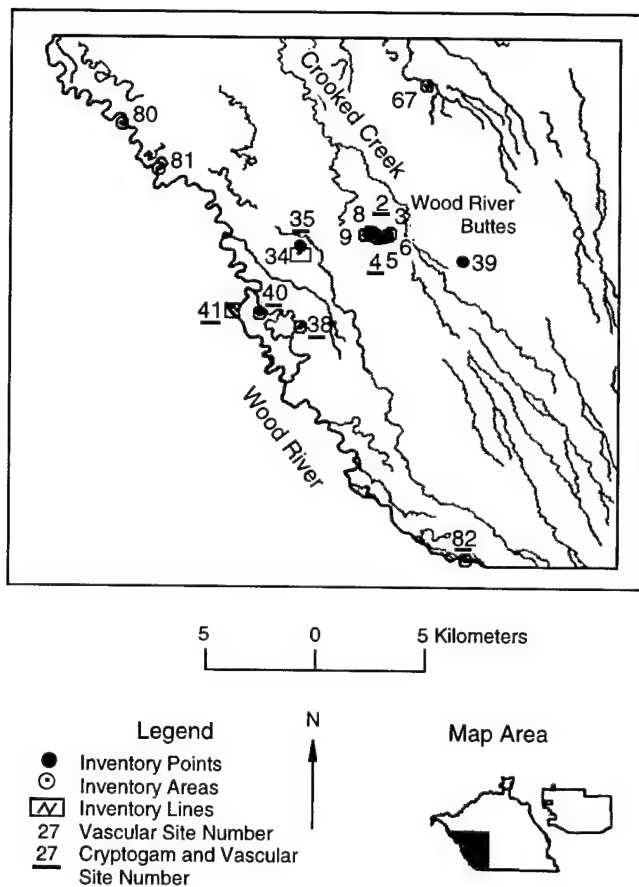 67
80
81
Crooked Creek
2
8
3
Wood River
Buttes
35
9
6
4
5
39
34
40
41
38
Wood River
82
5 0 5 Kilometers
Legend
N
Map Area
Inventory Points
Inventory Areas
Inventory Lines
27 Vascular Site Number
27 Cryptogam and Vascular
Site Number